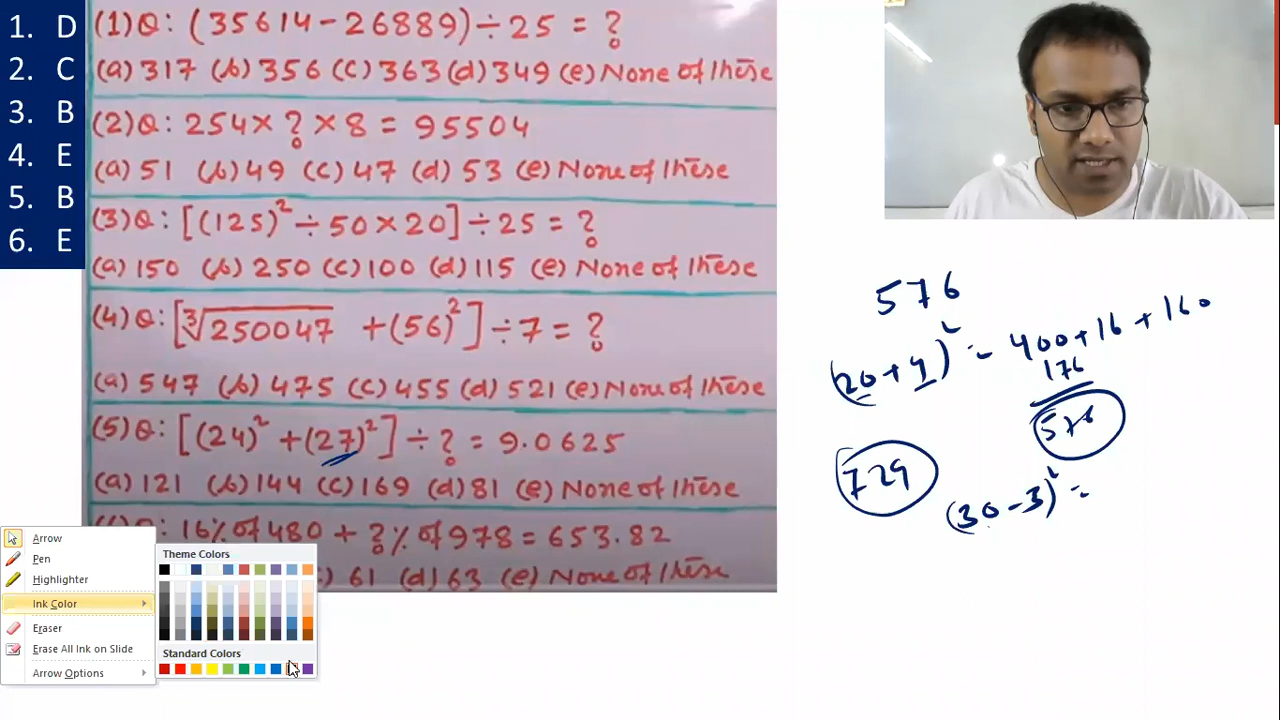 1. D
2. C
3. B
4. E
5. B
6. E
(1)Q: (35614-26889)÷25 = ?
(a)317 (b)356 (c)363 (d)349 (e)None of these
(2)Q: 254×?×8 = 95504
(a)51 (b)49 (c)47 (d)53 (e)None of these
(3)Q: [(125)²÷50×20]÷25 = ?
(a)150 (b)250 (c)100 (d)115 (e)None of these
(4)Q: [∛250047 +(56)²]÷7 = ?
(a)547 (b)475 (c)455 (d)521 (e)None of these
(5)Q: [(24)²+(27)²]÷? = 9.0625
(a)121 (b)144 (c)169 (d)81 (e)None of these
16% of 480 + ?% of 978 = 653.82
61 (d)63 (e)None of these
576
(20+4)² = 400+16+160
176
576
729
(30-3)² =
Arrow
Pen
Highlighter
Ink Color
Eraser
Erase All Ink on Slide
Arrow Options
Theme Colors
Standard Colors